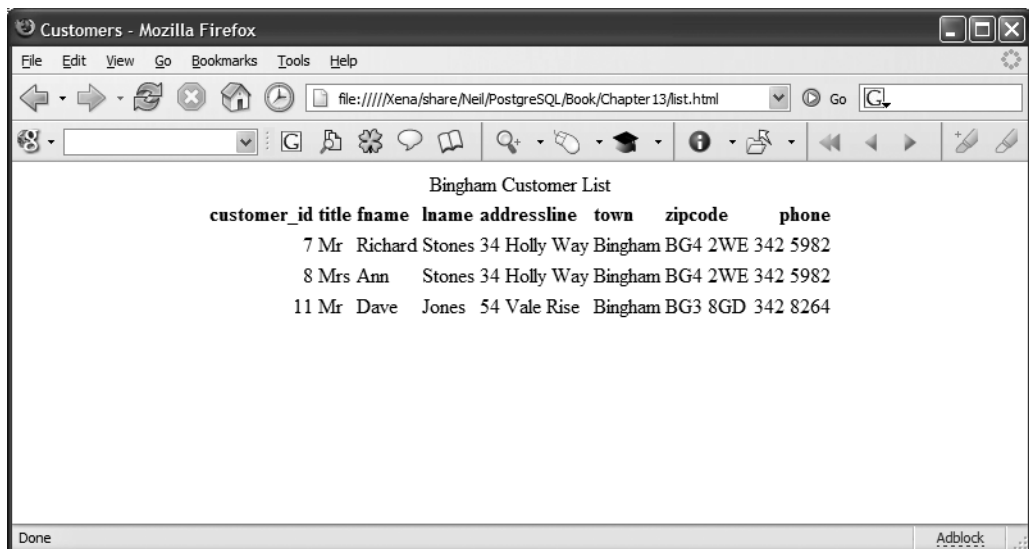 Customers - Mozilla Firefox
File Edit View Go Bookmarks Tools Help
file://///Xena/share/Neil/PostgreSQL/Book/Chapter13/list.html Go G
G
Bingham Customer List
customer_id title fname lname addressline town zipcode phone
7 Mr Richard Stones 34 Holly Way Bingham BG4 2WE 342 5982
8 Mrs Ann Stones 34 Holly Way Bingham BG4 2WE 342 5982
11 Mr Dave Jones 54 Vale Rise Bingham BG3 8GD 342 8264
Done Adblock